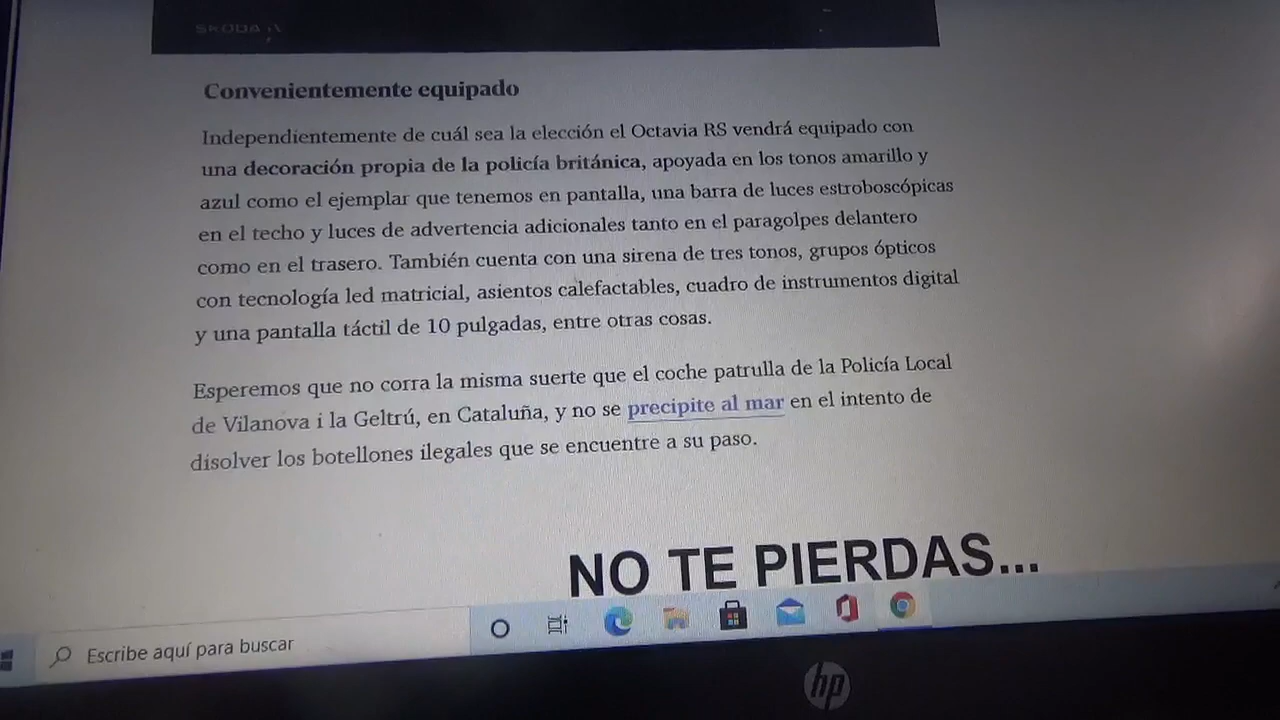 SKODA
Convenientemente equipado
Independientemente de cuál sea la elección el Octavia RS vendrá equipado con
una decoración propia de la policía británica, apoyada en los tonos amarillo y
azul como el ejemplar que tenemos en pantalla, una barra de luces estroboscópicas
en el techo y luces de advertencia adicionales tanto en el paragolpes delantero
como en el trasero. También cuenta con una sirena de tres tonos, grupos ópticos
con tecnología led matricial, asientos calefactables, cuadro de instrumentos digital
y una pantalla táctil de 10 pulgadas, entre otras cosas.
Esperemos que no corra la misma suerte que el coche patrulla de la Policía Local
de Vilanova i la Geltrú, en Cataluña, y no se precipite al mar en el intento de
disolver los botellones ilegales que se encuentre a su paso.
NO TE PIERDAS...
Escribe aquí para buscar
hp